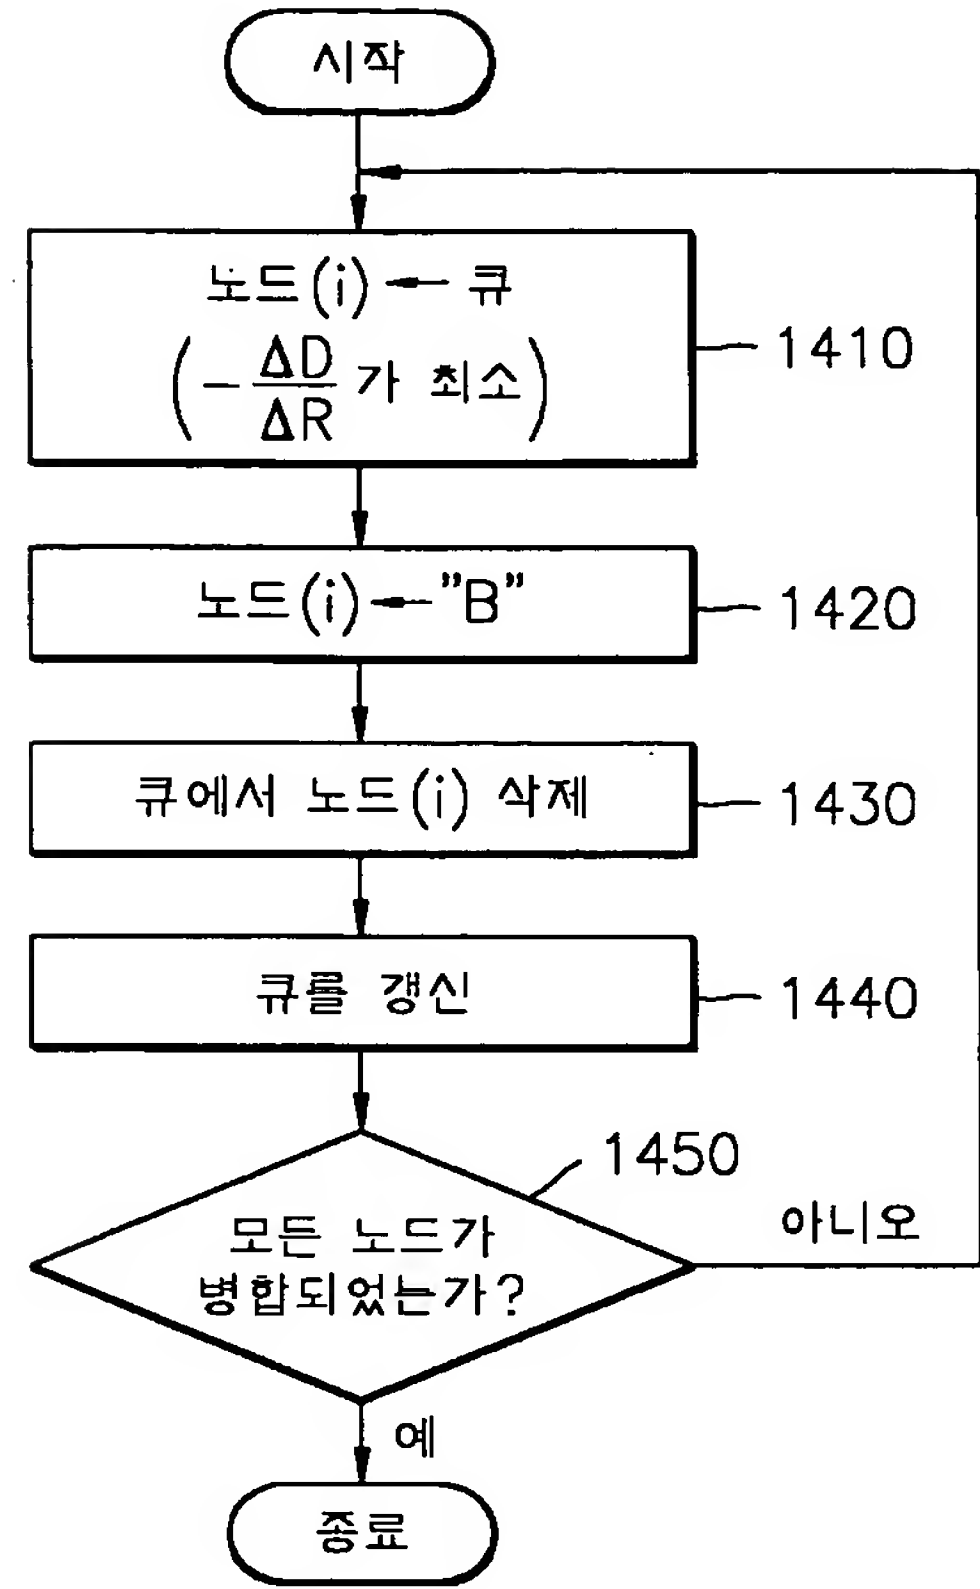 시작
노드(i) ← 큐
(- ΔD/ΔR 가 최소)
1410
노드(i) ← "B"
1420
큐에서 노드(i) 삭제
1430
큐를 갱신
1440
1450
모든 노드가
병합되었는가?
아니오
예
종료